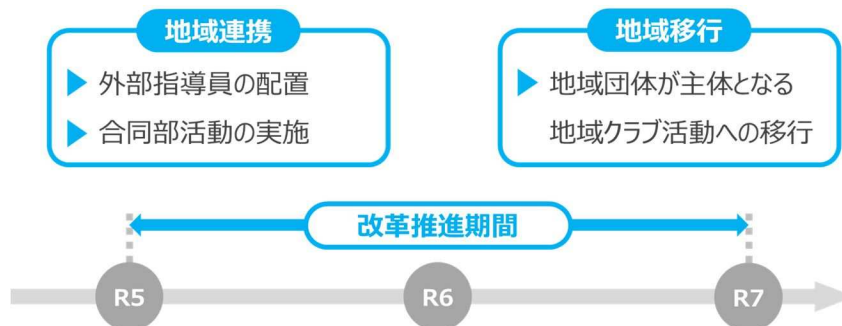 地域連携
▶ 外部指導員の配置
▶ 合同部活動の実施
地域移行
▶ 地域団体が主体となる
地域クラブ活動への移行
改革推進期間
R5
R6
R7